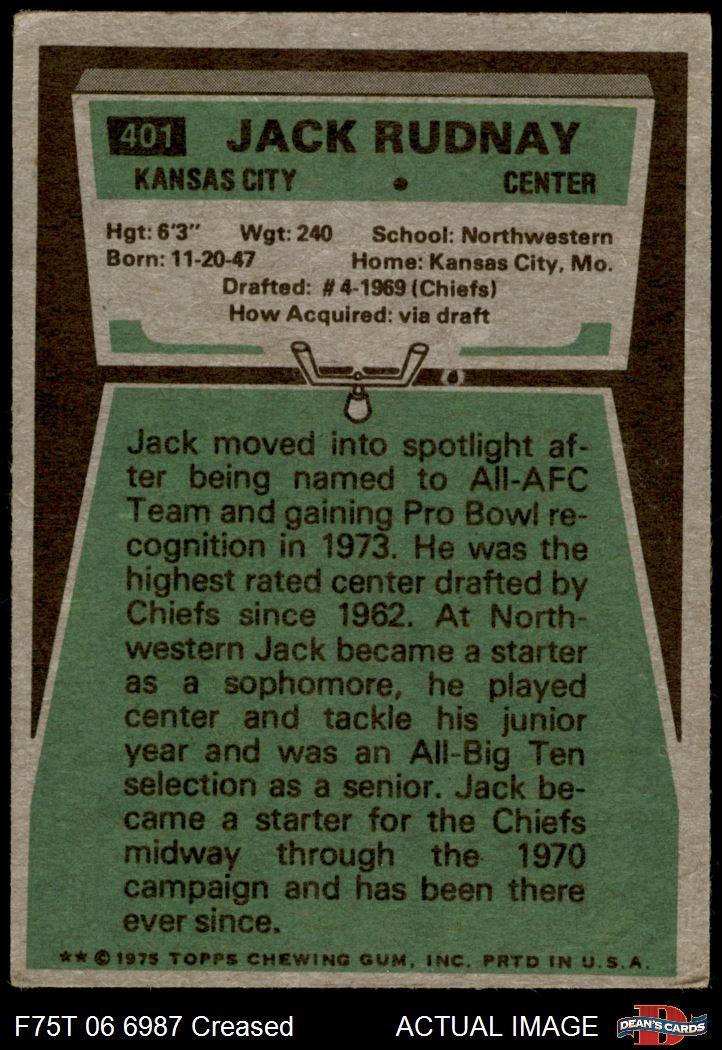 401 JACK RUDNAY
KANSAS CITY • CENTER
Hgt: 6'3" Wgt: 240 School: Northwestern
Born: 11-20-47 Home: Kansas City, Mo.
Drafted: #4-1969 (Chiefs)
How Acquired: via draft
Jack moved into spotlight af-
ter being named to All-AFC
Team and gaining Pro Bowl re-
cognition in 1973. He was the
highest rated center drafted by
Chiefs since 1962. At North-
western Jack became a starter
as a sophomore, he played
center and tackle his junior
year and was an All-Big Ten
selection as a senior. Jack be-
came a starter for the Chiefs
midway through the 1970
campaign and has been there
ever since.
** © 1975 TOPPS CHEWING GUM, INC. PRTD IN U.S.A.
F75T 06 6987 Creased ACTUAL IMAGE DEAN'S CARDS